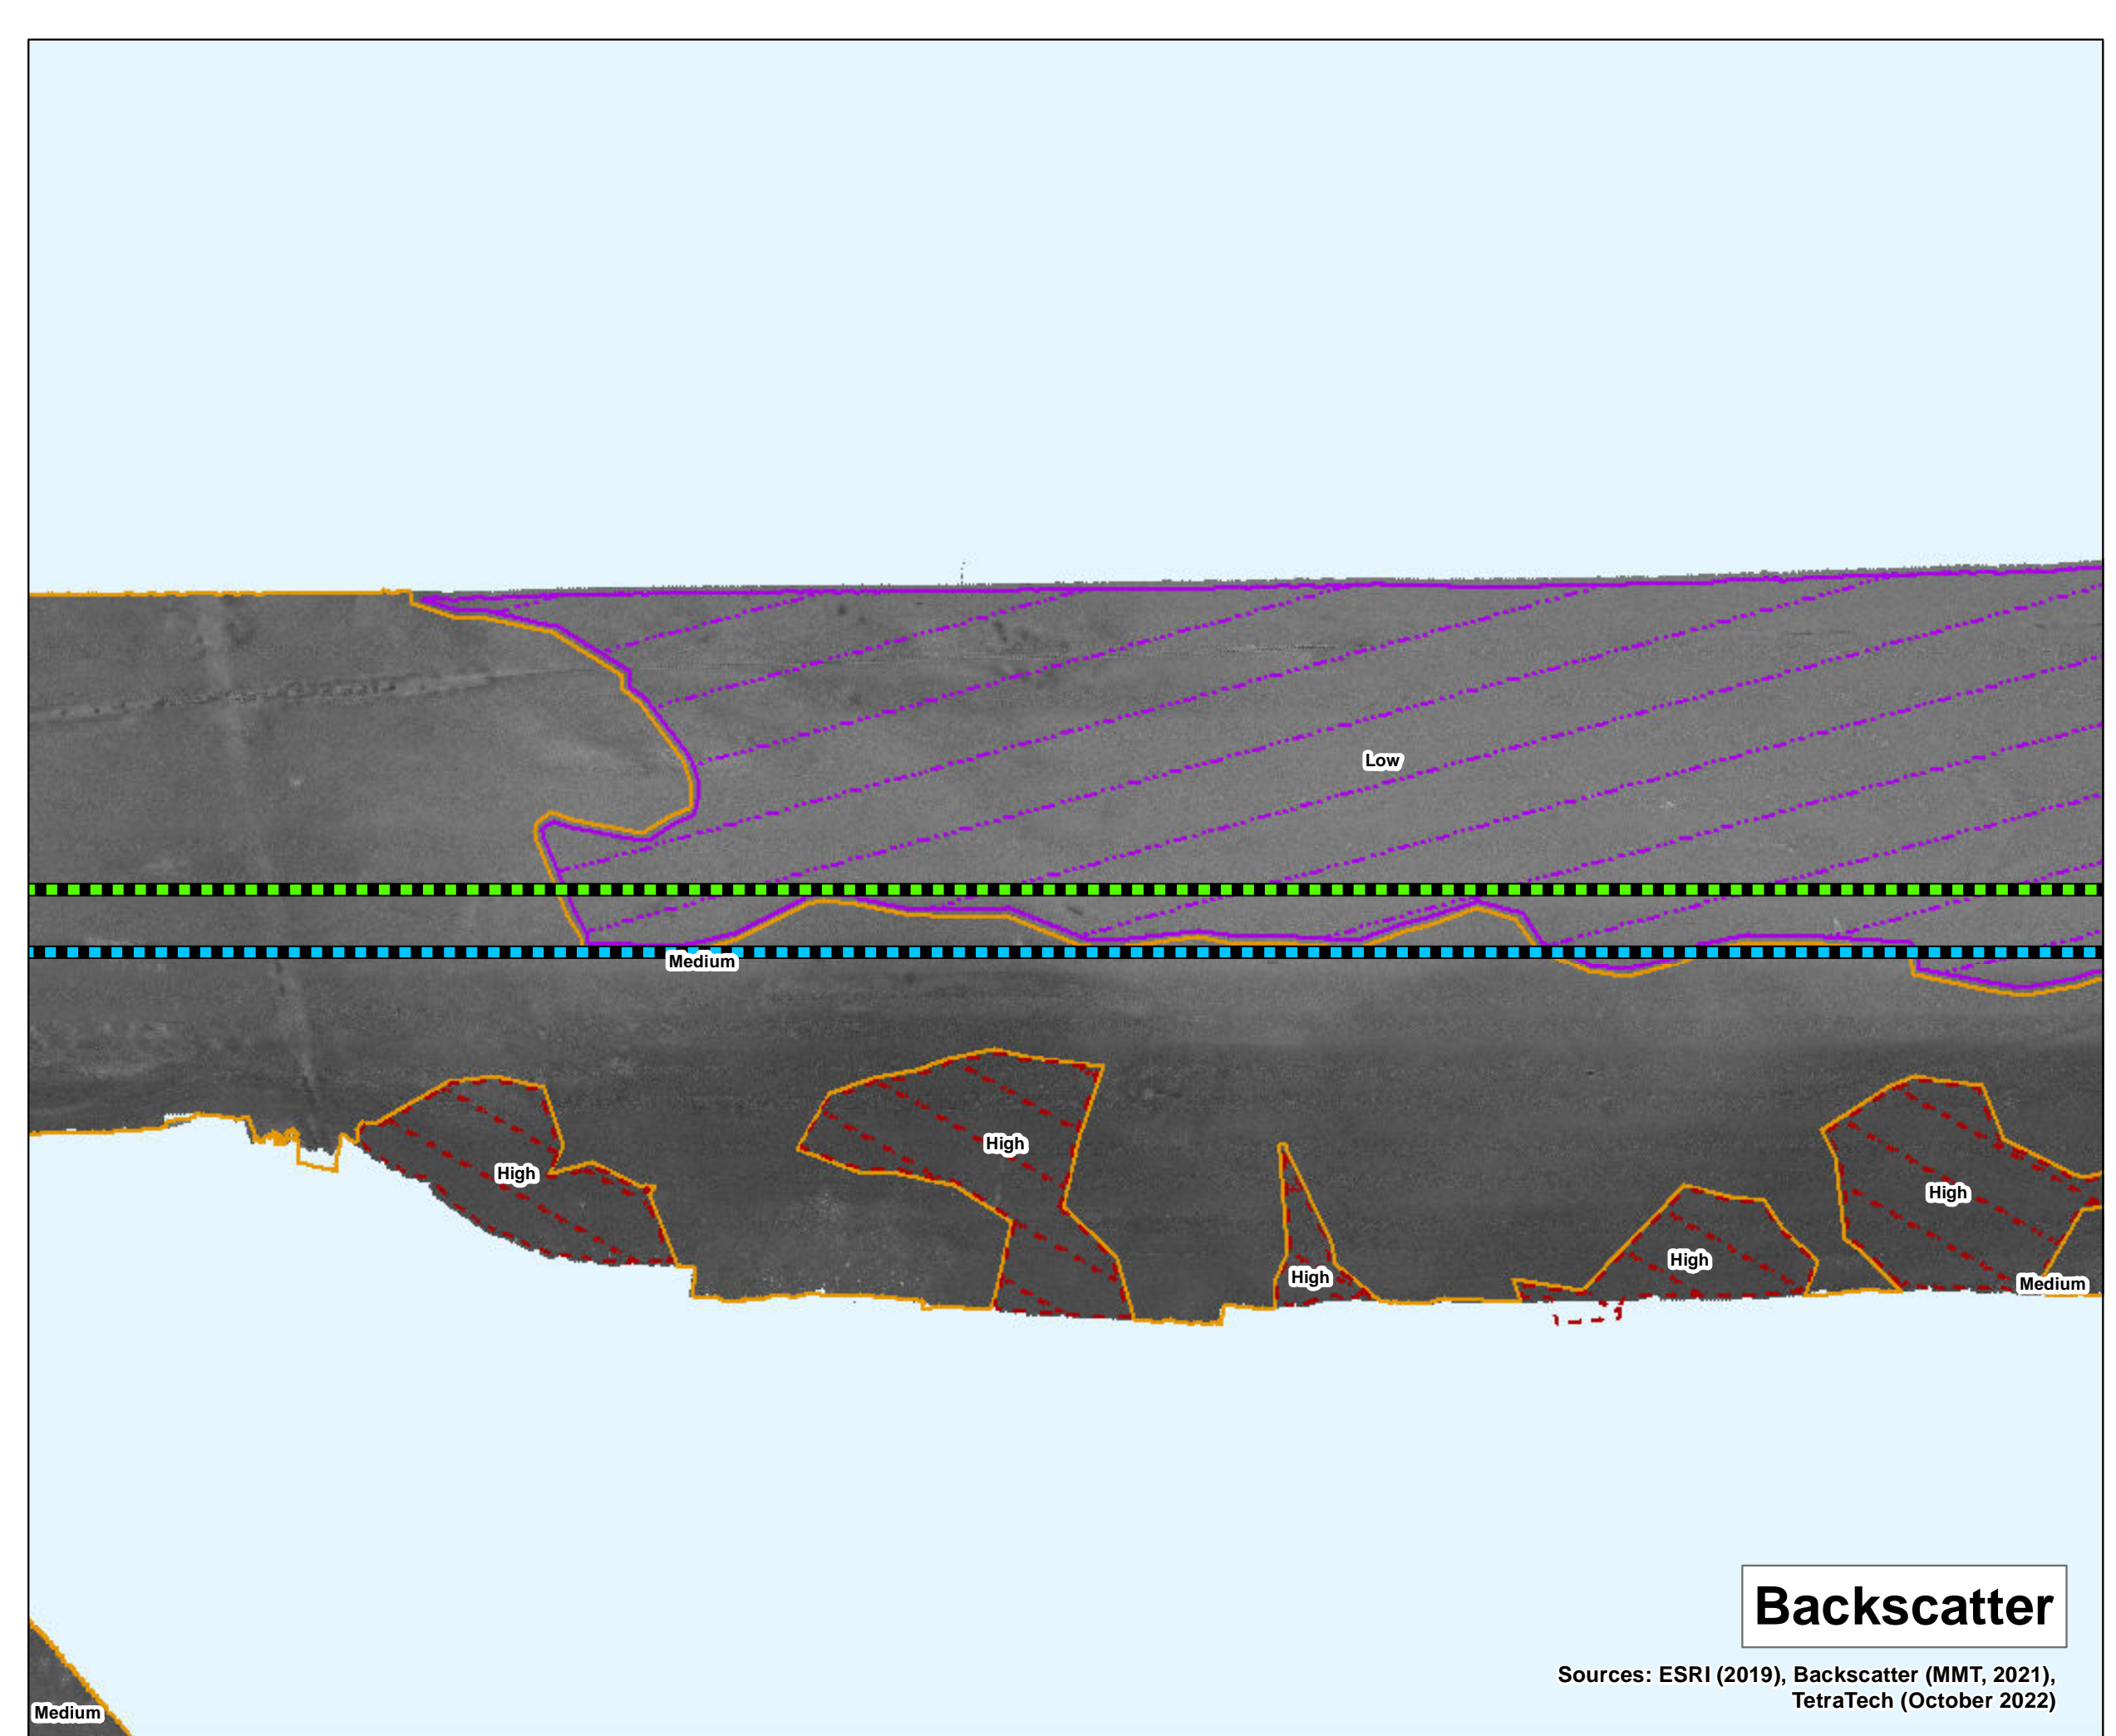 Low
Medium
High
High
High
High
High
Medium
Backscatter
Sources: ESRI (2019), Backscatter (MMT, 2021),
TetraTech (October 2022)
Medium